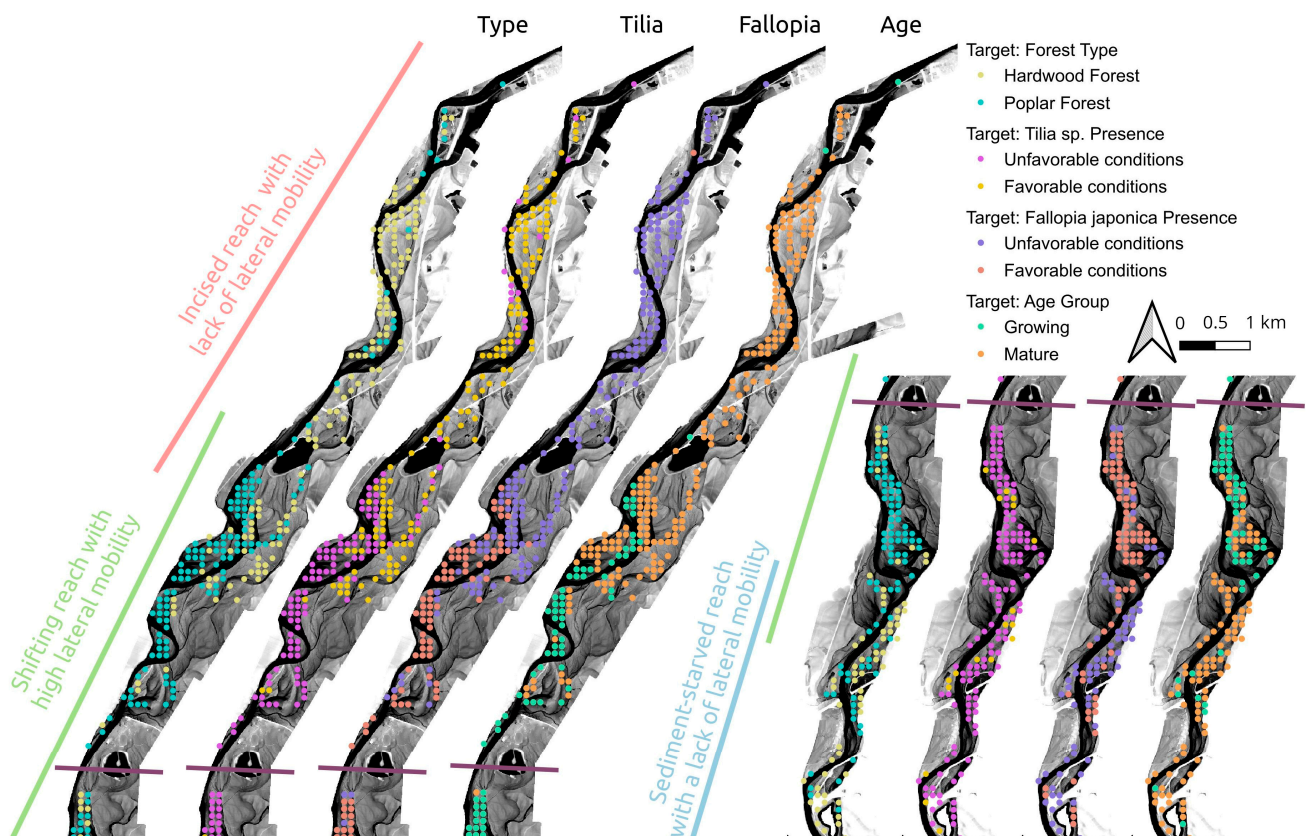 Type
Tilia
Fallopia
Age
Target: Forest Type
Hardwood Forest
Poplar Forest
Target: Tilia sp. Presence
Unfavorable conditions
Favorable conditions
Target: Fallopia japonica Presence
Unfavorable conditions
Favorable conditions
Target: Age Group
Growing
Mature
0 0.5 1 km
Incised reach with
lack of lateral mobility
Shifting reach with
high lateral mobility
Sediment-starved reach
with a lack of lateral mobility